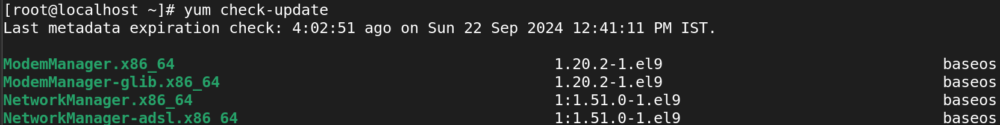 [root@localhost ~]# yum check-update
Last metadata expiration check: 4:02:51 ago on Sun 22 Sep 2024 12:41:11 PM IST.
ModemManager.x86_64 1.20.2-1.el9 baseos
ModemManager-glib.x86_64 1.20.2-1.el9 baseos
NetworkManager.x86_64 1:1.51.0-1.el9 baseos
NetworkManager-adsl.x86_64 1:1.51.0-1.el9 baseos